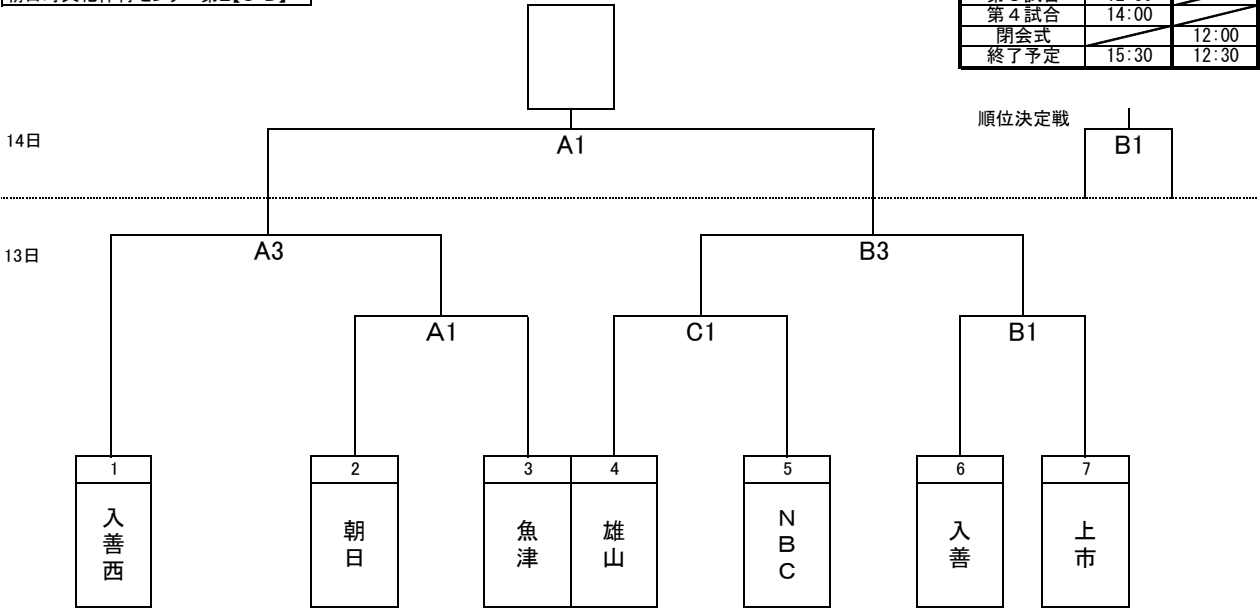 第4試合 14:00
閉会式 12:00
終了予定 15:30 12:30
順位決定戦
14日
A1
B1
13日
A3
B3
A1
C1
B1
1 2 3 4 5 6 7
入善西
朝日
魚津
雄山
NBC
入善
上市